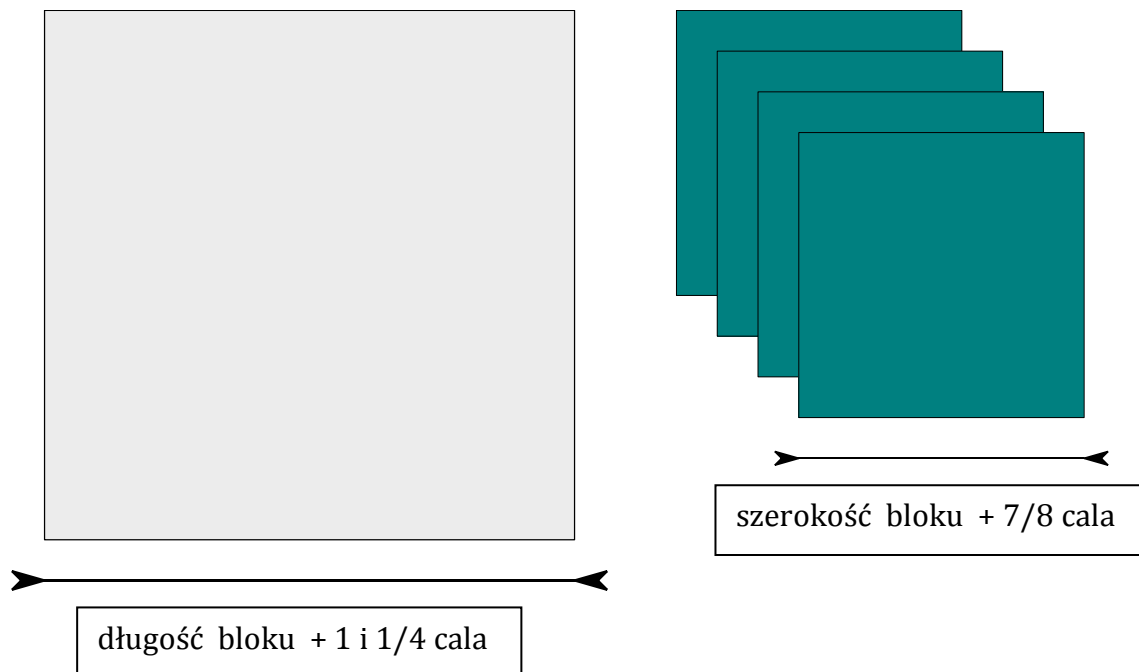 szerokość bloku + 7/8 cala
długość bloku + 1 i 1/4 cala